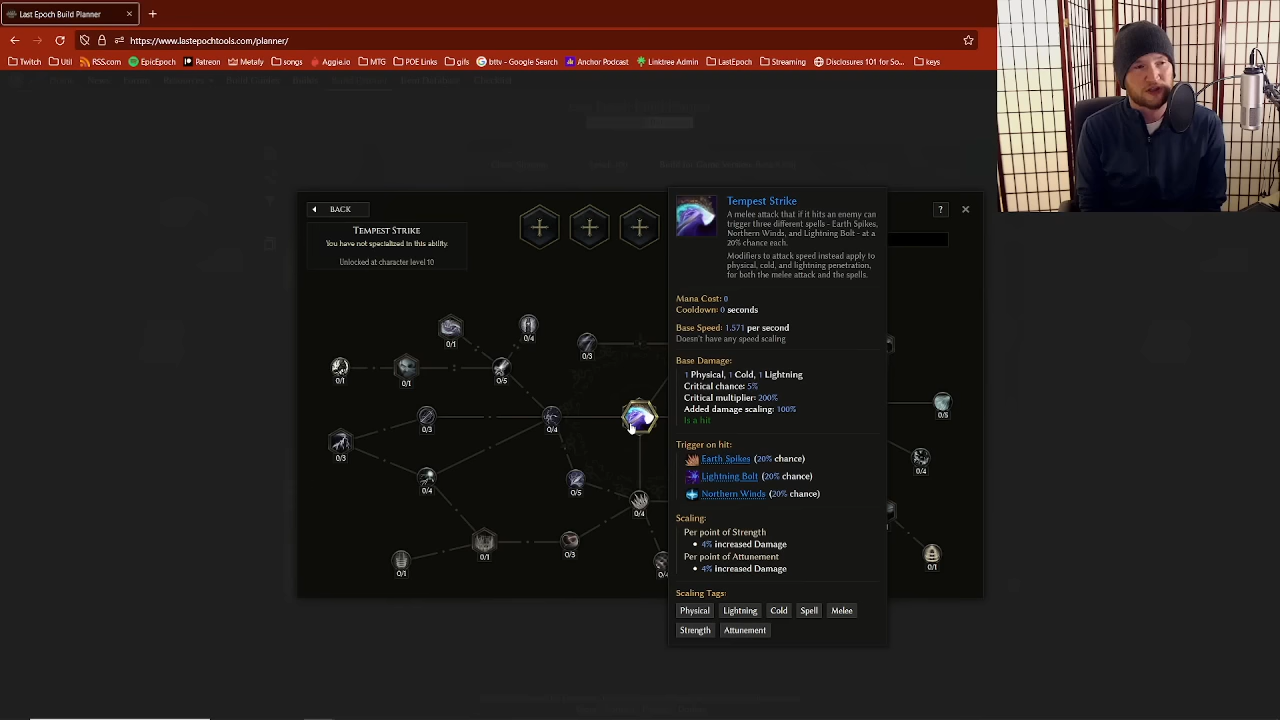 Last Epoch Build Planner
https://www.lastepochtools.com/planner/
Twitch
Util
RSS.com
EpicEpoch
Patreon
Metafy
songs
Aggie.io
MTG
POE Links
gifs
bttv - Google Search
Anchor Podcast
Linktree Admin
LastEpoch
Streaming
Disclosures 101 for So...
keys
BACK
?
TEMPEST STRIKE
You have not specialized in this ability.
Unlocked at character level 10
Tempest Strike
A melee attack that if it hits an enemy can
trigger three different spells - Earth Spikes,
Northern Winds, and Lightning Bolt - at a
20% chance each.
Modifiers to attack speed instead apply to
physical, cold, and lightning penetration,
for both the melee attack and the spells.
Mana Cost: 0
Cooldown: 0 seconds
Base Speed: 1.571 per second
Doesn't have any speed scaling
Base Damage:
1 Physical, 1 Cold, 1 Lightning
Critical chance: 5%
Critical multiplier: 200%
Added damage scaling: 100%
Is a hit
Trigger on hit:
Earth Spikes (20% chance)
Lightning Bolt (20% chance)
Northern Winds (20% chance)
Scaling:
Per point of Strength
• 4% increased Damage
Per point of Attunement
• 4% increased Damage
Scaling Tags:
Physical
Lightning
Cold
Spell
Melee
Strength
Attunement
0/1
0/4
0/3
0/1
0/1
0/5
0/3
0/4
0/5
0/3
0/4
0/4
0/5
0/4
0/1
0/1
0/3
0/4
0/1